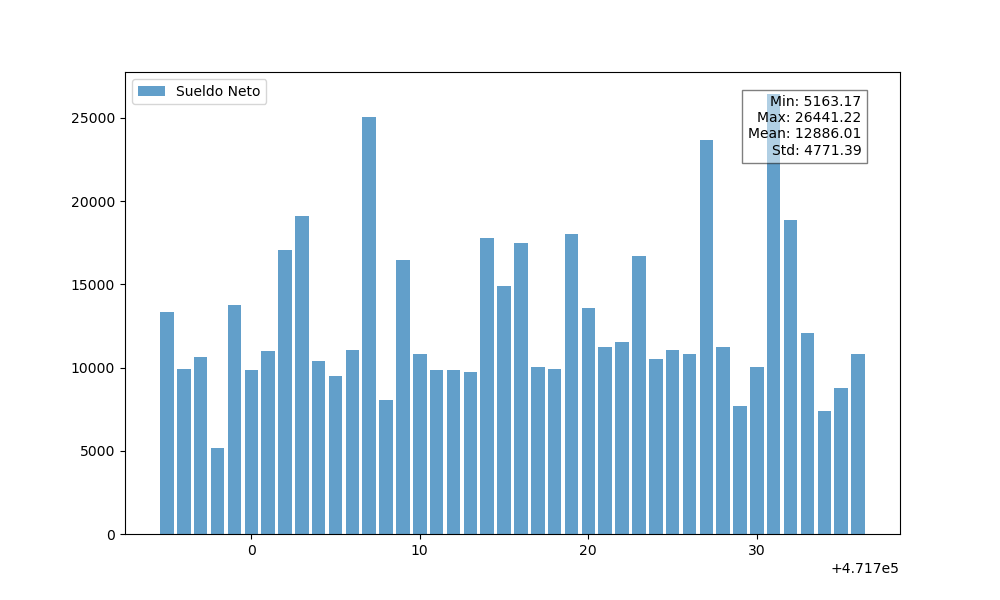 Sueldo Neto
Min: 5163.17
Max: 26441.22
Mean: 12886.01
Std: 4771.39
25000
20000
15000
10000
5000
0
0 10 20 30
+4.717e5